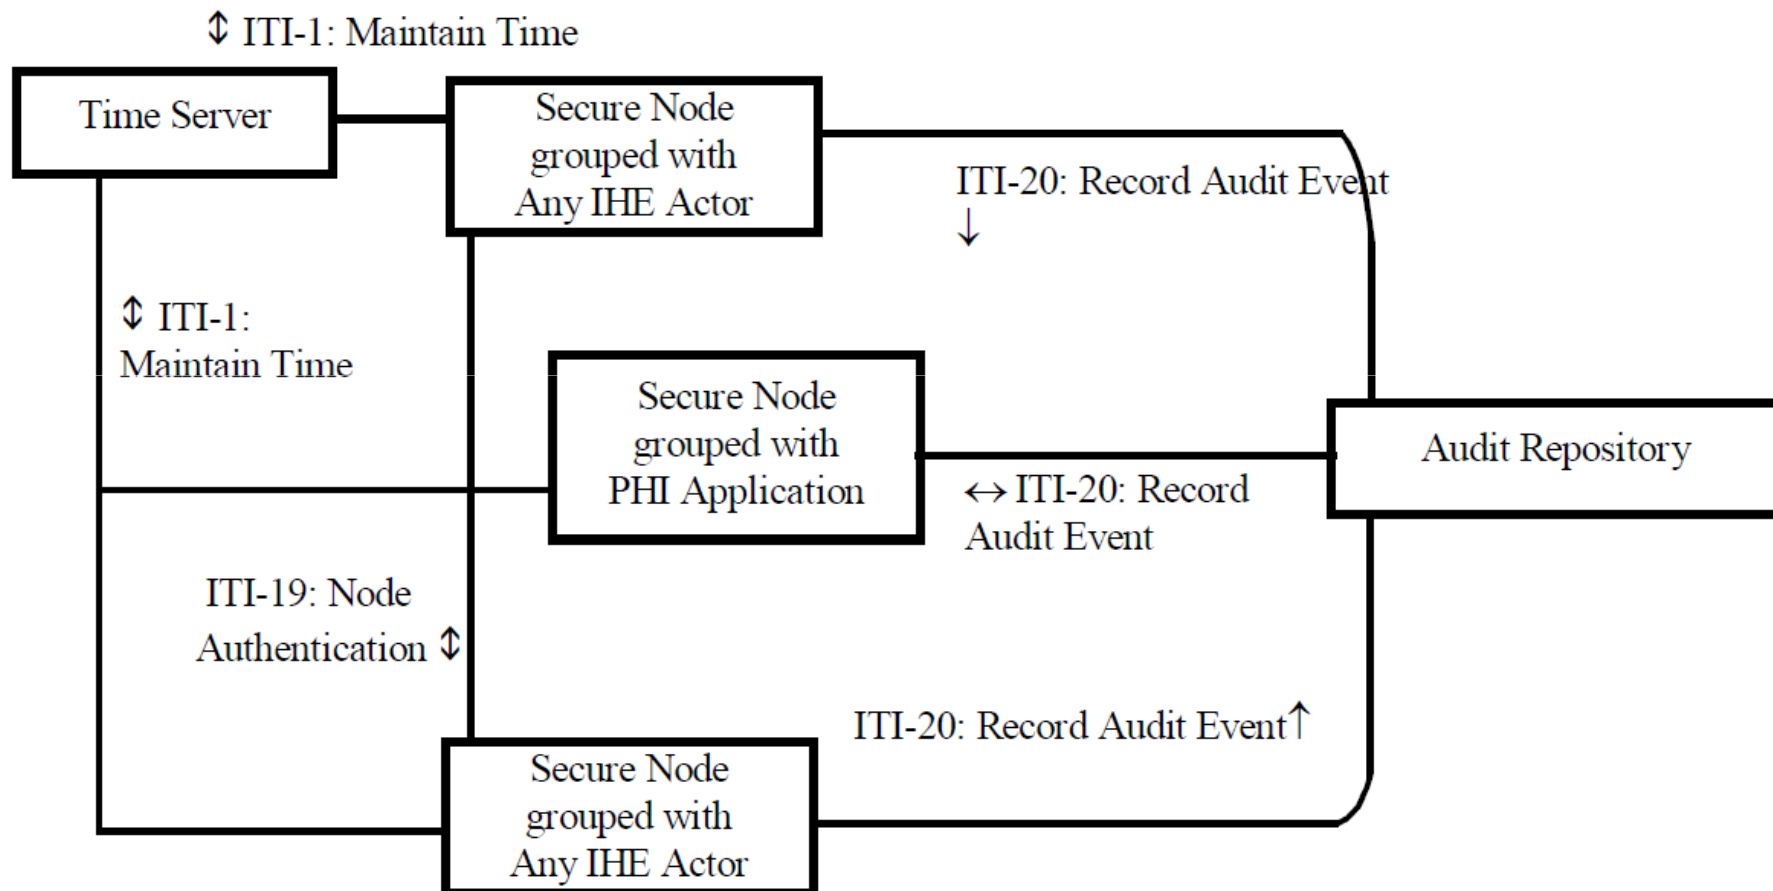 ↕ ITI-1: Maintain Time
Time Server
Secure Node
grouped with
Any IHE Actor
ITI-20: Record Audit Event
↓
↕ ITI-1:
Maintain Time
Secure Node
grouped with
PHI Application
Audit Repository
↔ ITI-20: Record
Audit Event
ITI-19: Node
Authentication ↕
ITI-20: Record Audit Event↑
Secure Node
grouped with
Any IHE Actor